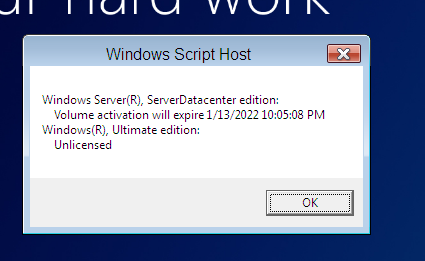 ur hard work
Windows Script Host
Windows Server(R), ServerDatacenter edition:
Volume activation will expire 1/13/2022 10:05:08 PM
Windows(R), Ultimate edition:
Unlicensed
OK